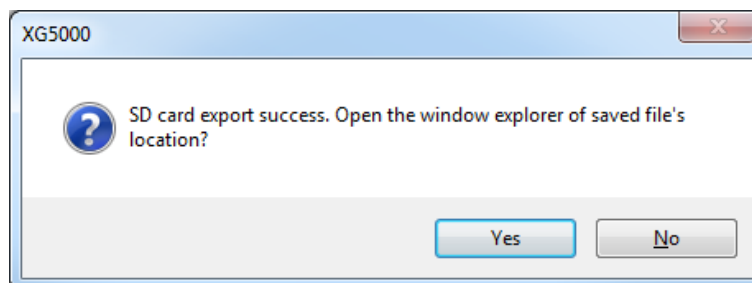 XG5000
SD card export success. Open the window explorer of saved file's
location?
Yes
No